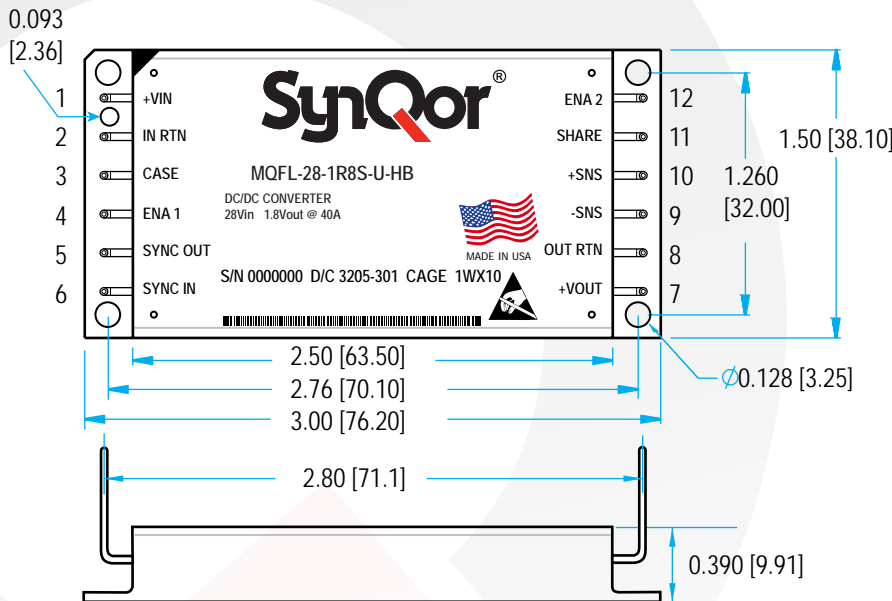 0.093
[2.36]
SynQor®
1 +VIN
2 IN RTN
3 CASE
4 ENA 1
5 SYNC OUT
6 SYNC IN
ENA 2 12
SHARE 11
+SNS 10
-SNS 9
OUT RTN 8
+VOUT 7
MQFL-28-1R8S-U-HB
DC/DC CONVERTER
28Vin 1.8Vout @ 40A
MADE IN USA
S/N 0000000 D/C 3205-301 CAGE 1WX10
1.50 [38.10]
1.260
[32.00]
2.50 [63.50]
2.76 [70.10]
3.00 [76.20]
Ø0.128 [3.25]
2.80 [71.1]
0.390 [9.91]